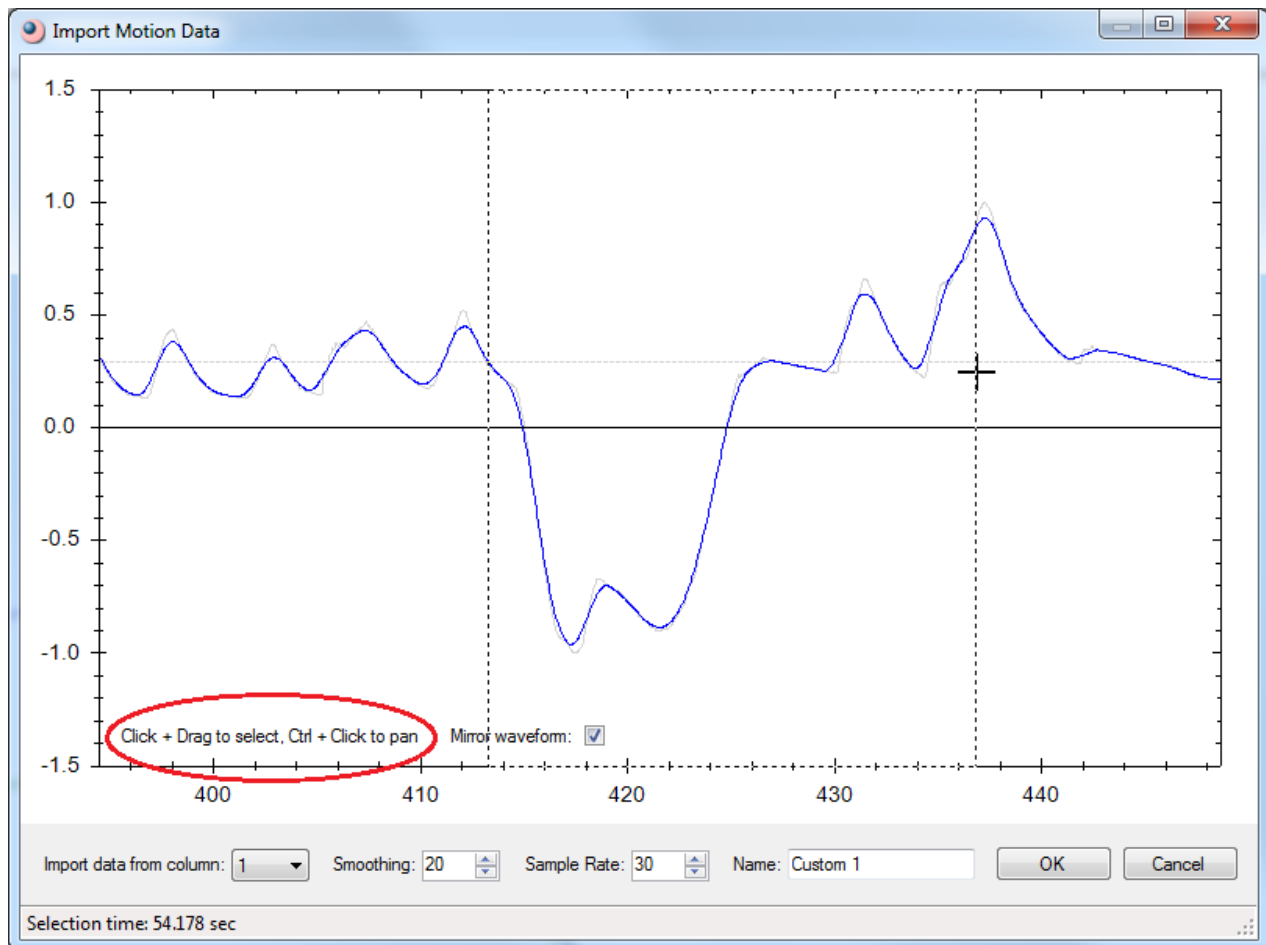 Import Motion Data
1.5
1.0
0.5
0.0
-0.5
-1.0
-1.5
Click + Drag to select, Ctrl + Click to pan Mirror waveform:
400 410 420 430 440
Import data from column: 1 Smoothing: 20 Sample Rate: 30 Name: Custom 1 OK Cancel
Selection time: 54.178 sec